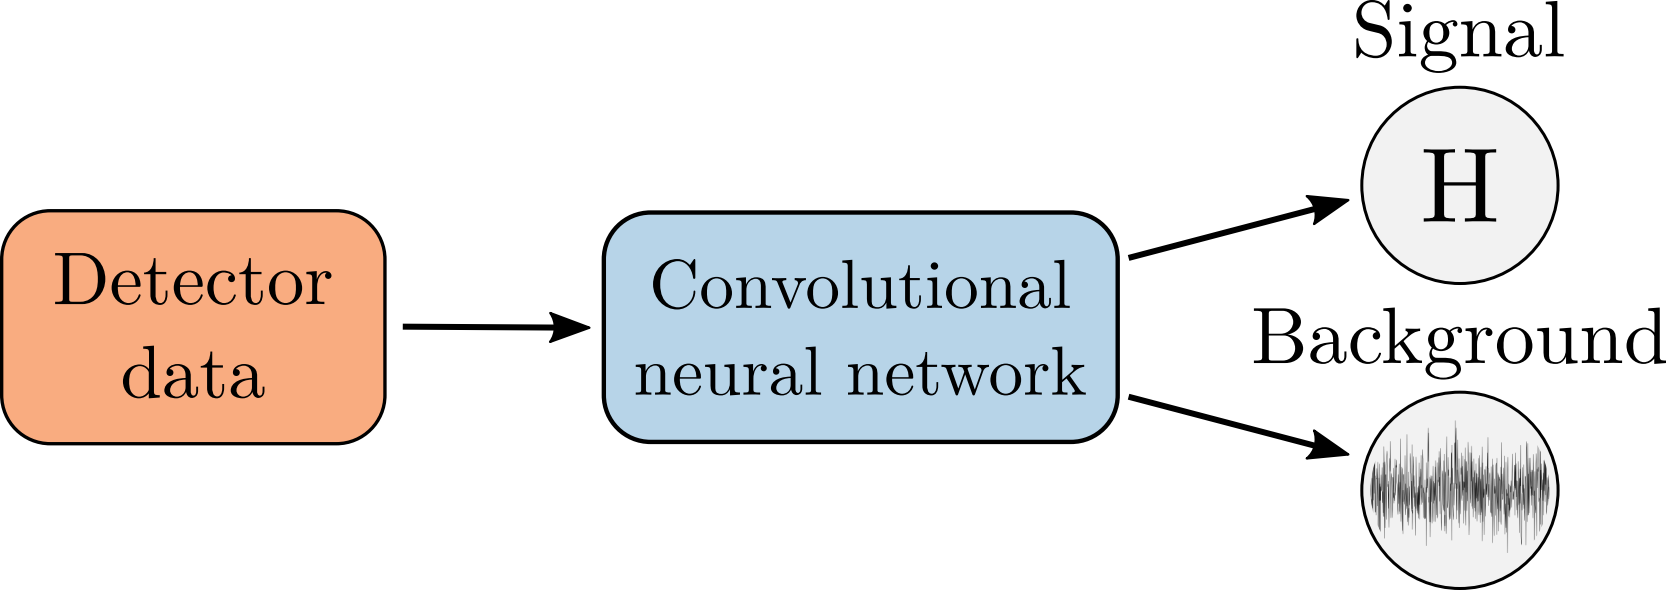 Detector
data
Convolutional
neural network
Signal
H
Background